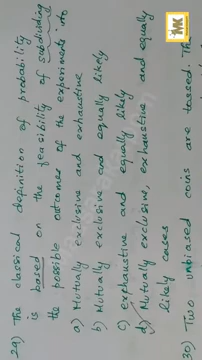 29) The classical definition of probability
is based on the feasibility of subdividing
the possible outcomes of the experiments into
a) Mutually exclusive and exhaustive
b) Mutually exclusive and equally likely
c) exhaustive and equally likely
d) Mutually exclusive, exhaustive and equally
likely cases
30) Two unbiased coins are tossed. Th
MK